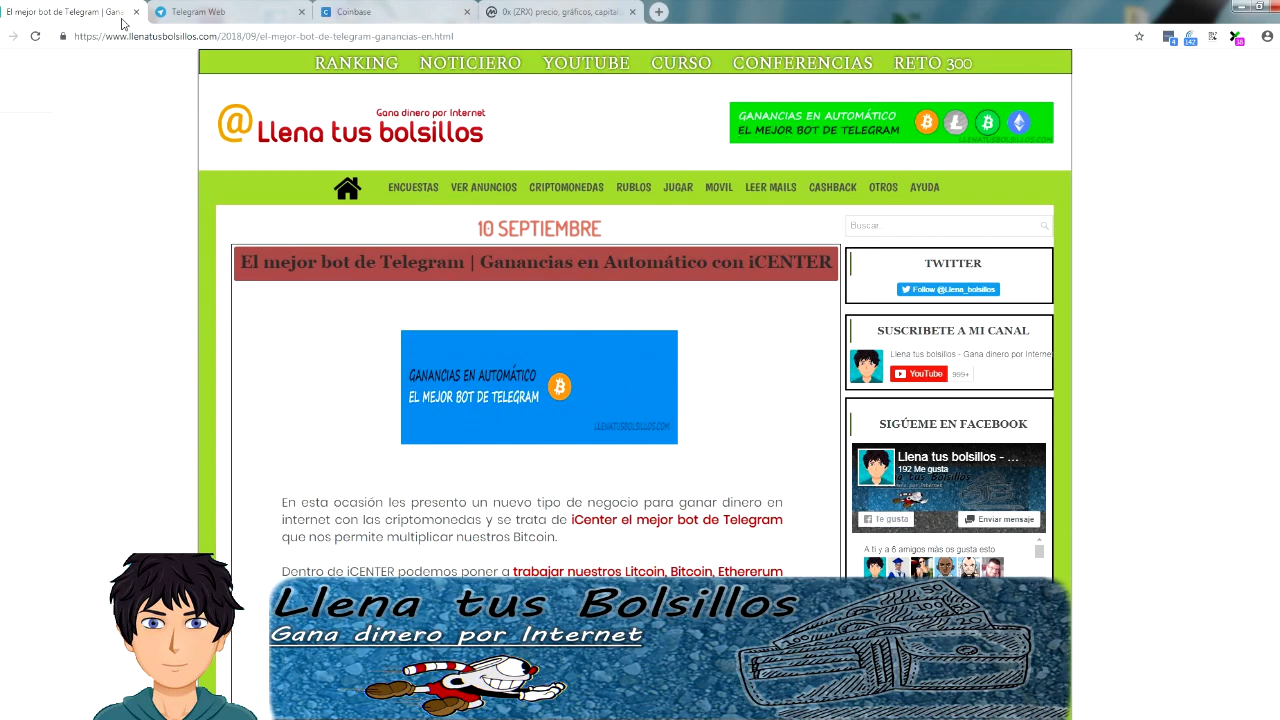 El mejor bot de Telegram | Gana
Telegram Web
Coinbase
0x (ZRX) precio, gráficos, capital
https://www.llenatusbolsillos.com/2018/09/el-mejor-bot-de-telegram-ganancias-en.html
4
142
38
RANKING NOTICIERO YOUTUBE CURSO CONFERENCIAS RETO 300
Gana dinero por Internet
@Llena tus bolsillos
GANANCIAS EN AUTOMÁTICO
EL MEJOR BOT DE TELEGRAM
LLENATUSBOLSILLOS.COM
ENCUESTAS VER ANUNCIOS CRIPTOMONEDAS RUBLOS JUGAR MOVIL LEER MAILS CASHBACK OTROS AYUDA
10 SEPTIEMBRE
Buscar...
El mejor bot de Telegram | Ganancias en Automático con iCENTER
TWITTER
Follow @Llena_bolsillos
SUSCRIBETE A MI CANAL
Llena tus bolsillos - Gana dinero por Interne
YouTube 999+
GANANCIAS EN AUTOMÁTICO
EL MEJOR BOT DE TELEGRAM
LLENATUSBOLSILLOS.COM
SIGÚEME EN FACEBOOK
Llena tus bolsillos - ...
192 Me gusta
Te gusta
Enviar mensaje
A ti y a 6 amigos más os gusta esto
En esta ocasión les presento un nuevo tipo de negocio para ganar dinero en
internet con las criptomonedas y se trata de iCenter el mejor bot de Telegram
que nos permite multiplicar nuestros Bitcoin.
Dentro de iCENTER podemos poner a trabajar nuestros Litcoin, Bitcoin, Ethererum
Llena tus Bolsillos
Gana dinero por Internet